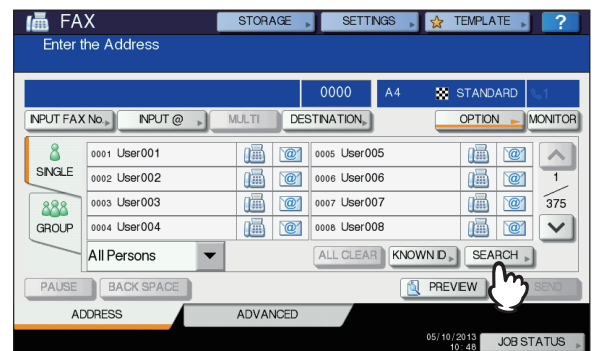 FAX STORAGE SETTINGS TEMPLATE ?
Enter the Address
0000 A4 STANDARD 1
INPUT FAX No. INPUT @ MULTI DESTINATION OPTION MONITOR
SINGLE
0001 User001 @ 0005 User005 @
0002 User002 @ 0006 User006 @
1
0003 User003 @ 0007 User007 @
375
GROUP
0004 User004 @ 0008 User008 @
All Persons ALL CLEAR KNOWN ID SEARCH
PAUSE BACK SPACE PREVIEW SEND
ADDRESS ADVANCED
05/10/2013
10:48
JOB STATUS